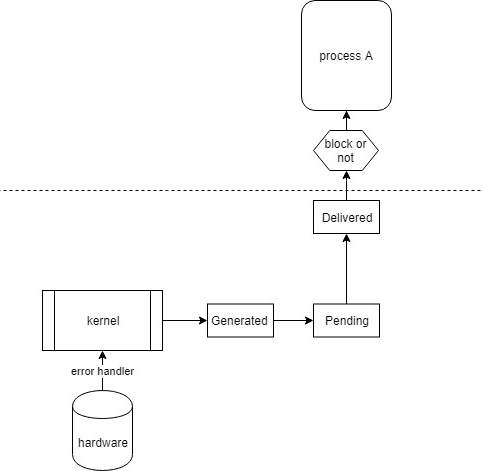 process A
block or
not
Delivered
kernel
Generated
Pending
error handler
hardware